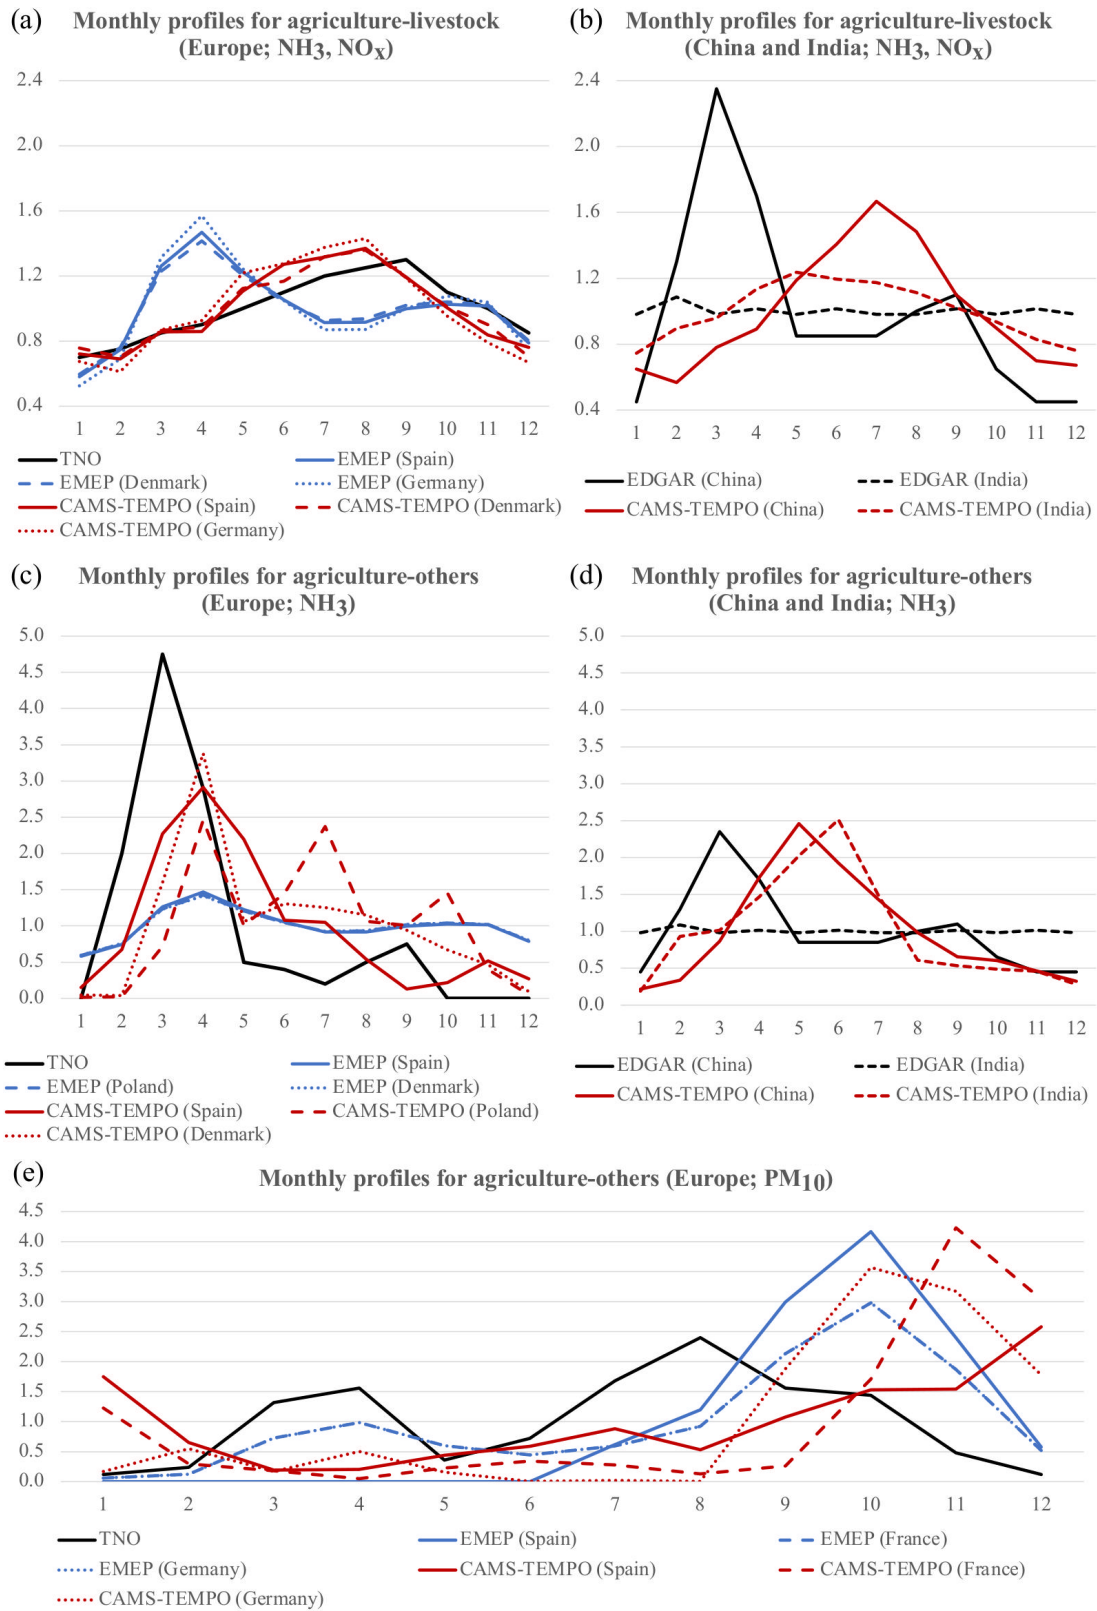 (a) Monthly profiles for agriculture-livestock
(Europe; NH3, NOx)
2.4
2.0
1.6
1.2
0.8
0.4
1 2 3 4 5 6 7 8 9 10 11 12
TNO EMEP (Spain)
EMEP (Denmark) EMEP (Germany)
CAMS-TEMPO (Spain) CAMS-TEMPO (Denmark)
CAMS-TEMPO (Germany)
(b) Monthly profiles for agriculture-livestock
(China and India; NH3, NOx)
2.4
2.0
1.6
1.2
0.8
0.4
1 2 3 4 5 6 7 8 9 10 11 12
EDGAR (China) EDGAR (India)
CAMS-TEMPO (China) CAMS-TEMPO (India)
(c) Monthly profiles for agriculture-others
(Europe; NH3)
5.0
4.5
4.0
3.5
3.0
2.5
2.0
1.5
1.0
0.5
0.0
1 2 3 4 5 6 7 8 9 10 11 12
TNO EMEP (Spain)
EMEP (Poland) EMEP (Denmark)
CAMS-TEMPO (Spain) CAMS-TEMPO (Poland)
CAMS-TEMPO (Denmark)
(d) Monthly profiles for agriculture-others
(China and India; NH3)
5.0
4.5
4.0
3.5
3.0
2.5
2.0
1.5
1.0
0.5
0.0
1 2 3 4 5 6 7 8 9 10 11 12
EDGAR (China) EDGAR (India)
CAMS-TEMPO (China) CAMS-TEMPO (India)
(e) Monthly profiles for agriculture-others (Europe; PM10)
4.5
4.0
3.5
3.0
2.5
2.0
1.5
1.0
0.5
0.0
1 2 3 4 5 6 7 8 9 10 11 12
TNO EMEP (Spain) EMEP (France)
EMEP (Germany) CAMS-TEMPO (Spain) CAMS-TEMPO (France)
CAMS-TEMPO (Germany)